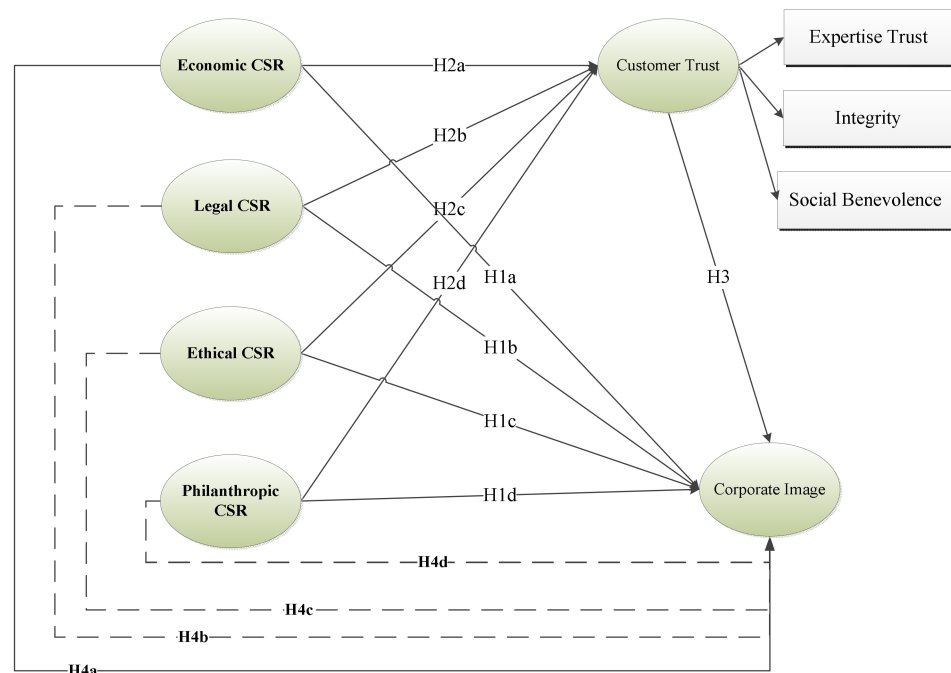 Economic CSR
H2a
Customer Trust
Expertise Trust
Integrity
H2b
Legal CSR
H2c
Social Benevolence
H2d
H1a
H3
H1b
Ethical CSR
H1c
Philanthropic
CSR
H1d
Corporate Image
H4d
H4c
H4b
H4a